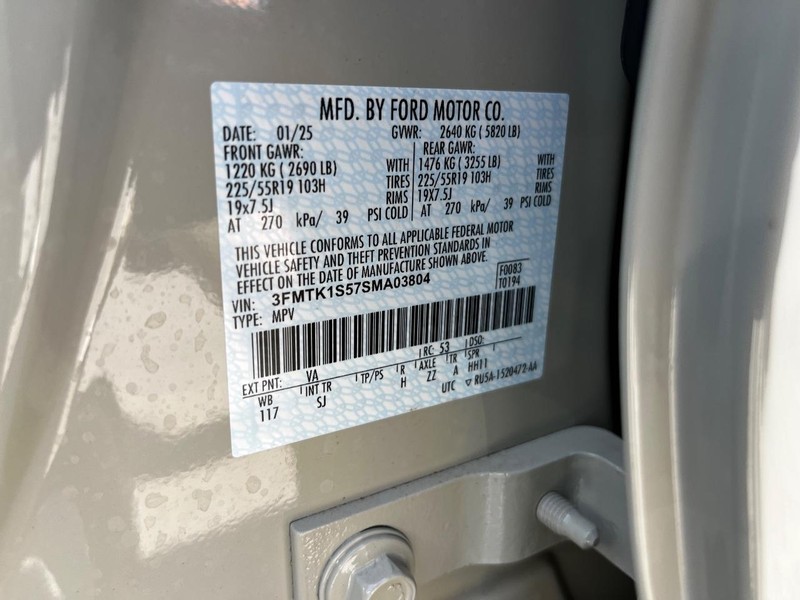 MFD. BY FORD MOTOR CO.
DATE: 01/25 GVWR: 2640 KG ( 5820 LB)
FRONT GAWR: REAR GAWR:
1220 KG ( 2690 LB) WITH 1476 KG ( 3255 LB) WITH
225/55R19 103H TIRES 225/55R19 103H TIRES
19x7.5J RIMS 19x7.5J RIMS
AT 270 kPa/ 39 PSI COLD AT 270 kPa/ 39 PSI COLD
THIS VEHICLE CONFORMS TO ALL APPLICABLE FEDERAL MOTOR
VEHICLE SAFETY AND THEFT PREVENTION STANDARDS IN
EFFECT ON THE DATE OF MANUFACTURE SHOWN ABOVE.
F0083
T0194
VIN: 3FMTK1S57SMA03804
TYPE: MPV
RC: 53 DSO:
EXT PNT: VA
WB INT TR TP/PS R AXLE TR SPR
117 SJ H ZZ A HH11
UTC ▽ RU5A-1520472-AA